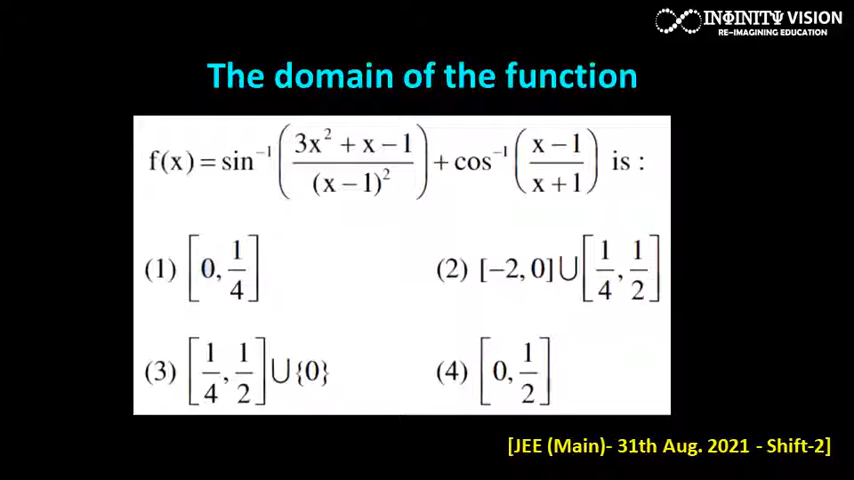 INΦINITΨ VISION
RE-IMAGINING EDUCATION
The domain of the function
f(x) = sin⁻¹((3x² + x − 1)/(x − 1)²) + cos⁻¹((x − 1)/(x + 1)) is :
(1) [0, 1/4]
(2) [−2, 0] ∪ [1/4, 1/2]
(3) [1/4, 1/2] ∪ {0}
(4) [0, 1/2]
[JEE (Main)- 31th Aug. 2021 - Shift-2]